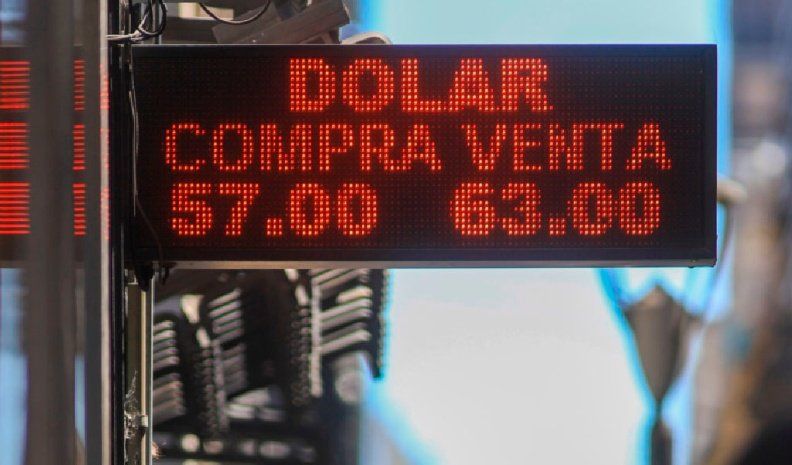 DOLAR
COMPRA VENTA
57.00 63.00